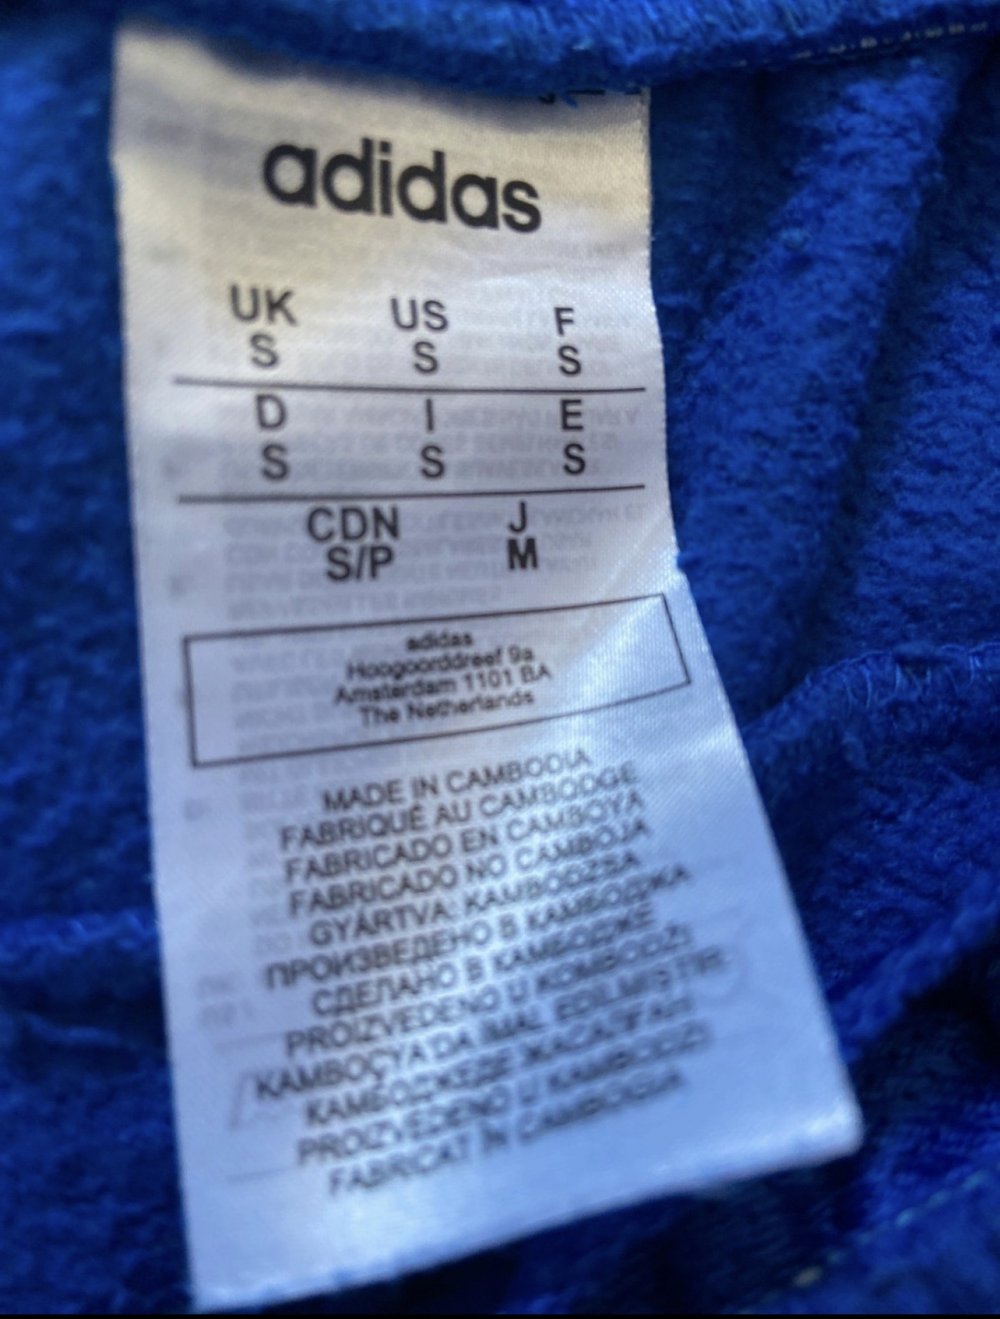 adidas
UK US F
S S S
D I E
S S S
CDN J
S/P M
adidas
Hoogoorddreef 9a
Amsterdam 1101 BA
The Netherlands
MADE IN CAMBODIA
FABRIQUÉ AU CAMBODGE
FABRICADO EN CAMBOYA
FABRICADO NO CAMBOJA
GYÁRTVA: KAMBODZSA
ПРОИЗВЕДЕНО В КАМБОДЖА
СДЕЛАНО В КАМБОДЖЕ
PROIZVEDENO U KOMBODŽI
KAMBOÇYA'DA İMAL EDİLMİŞTİR
КАМБОДЖЕДЕ ЖАСАЛҒАН
PROIZVEDENO U KAMBODŽI
FABRICAT ÎN CAMBODGIA